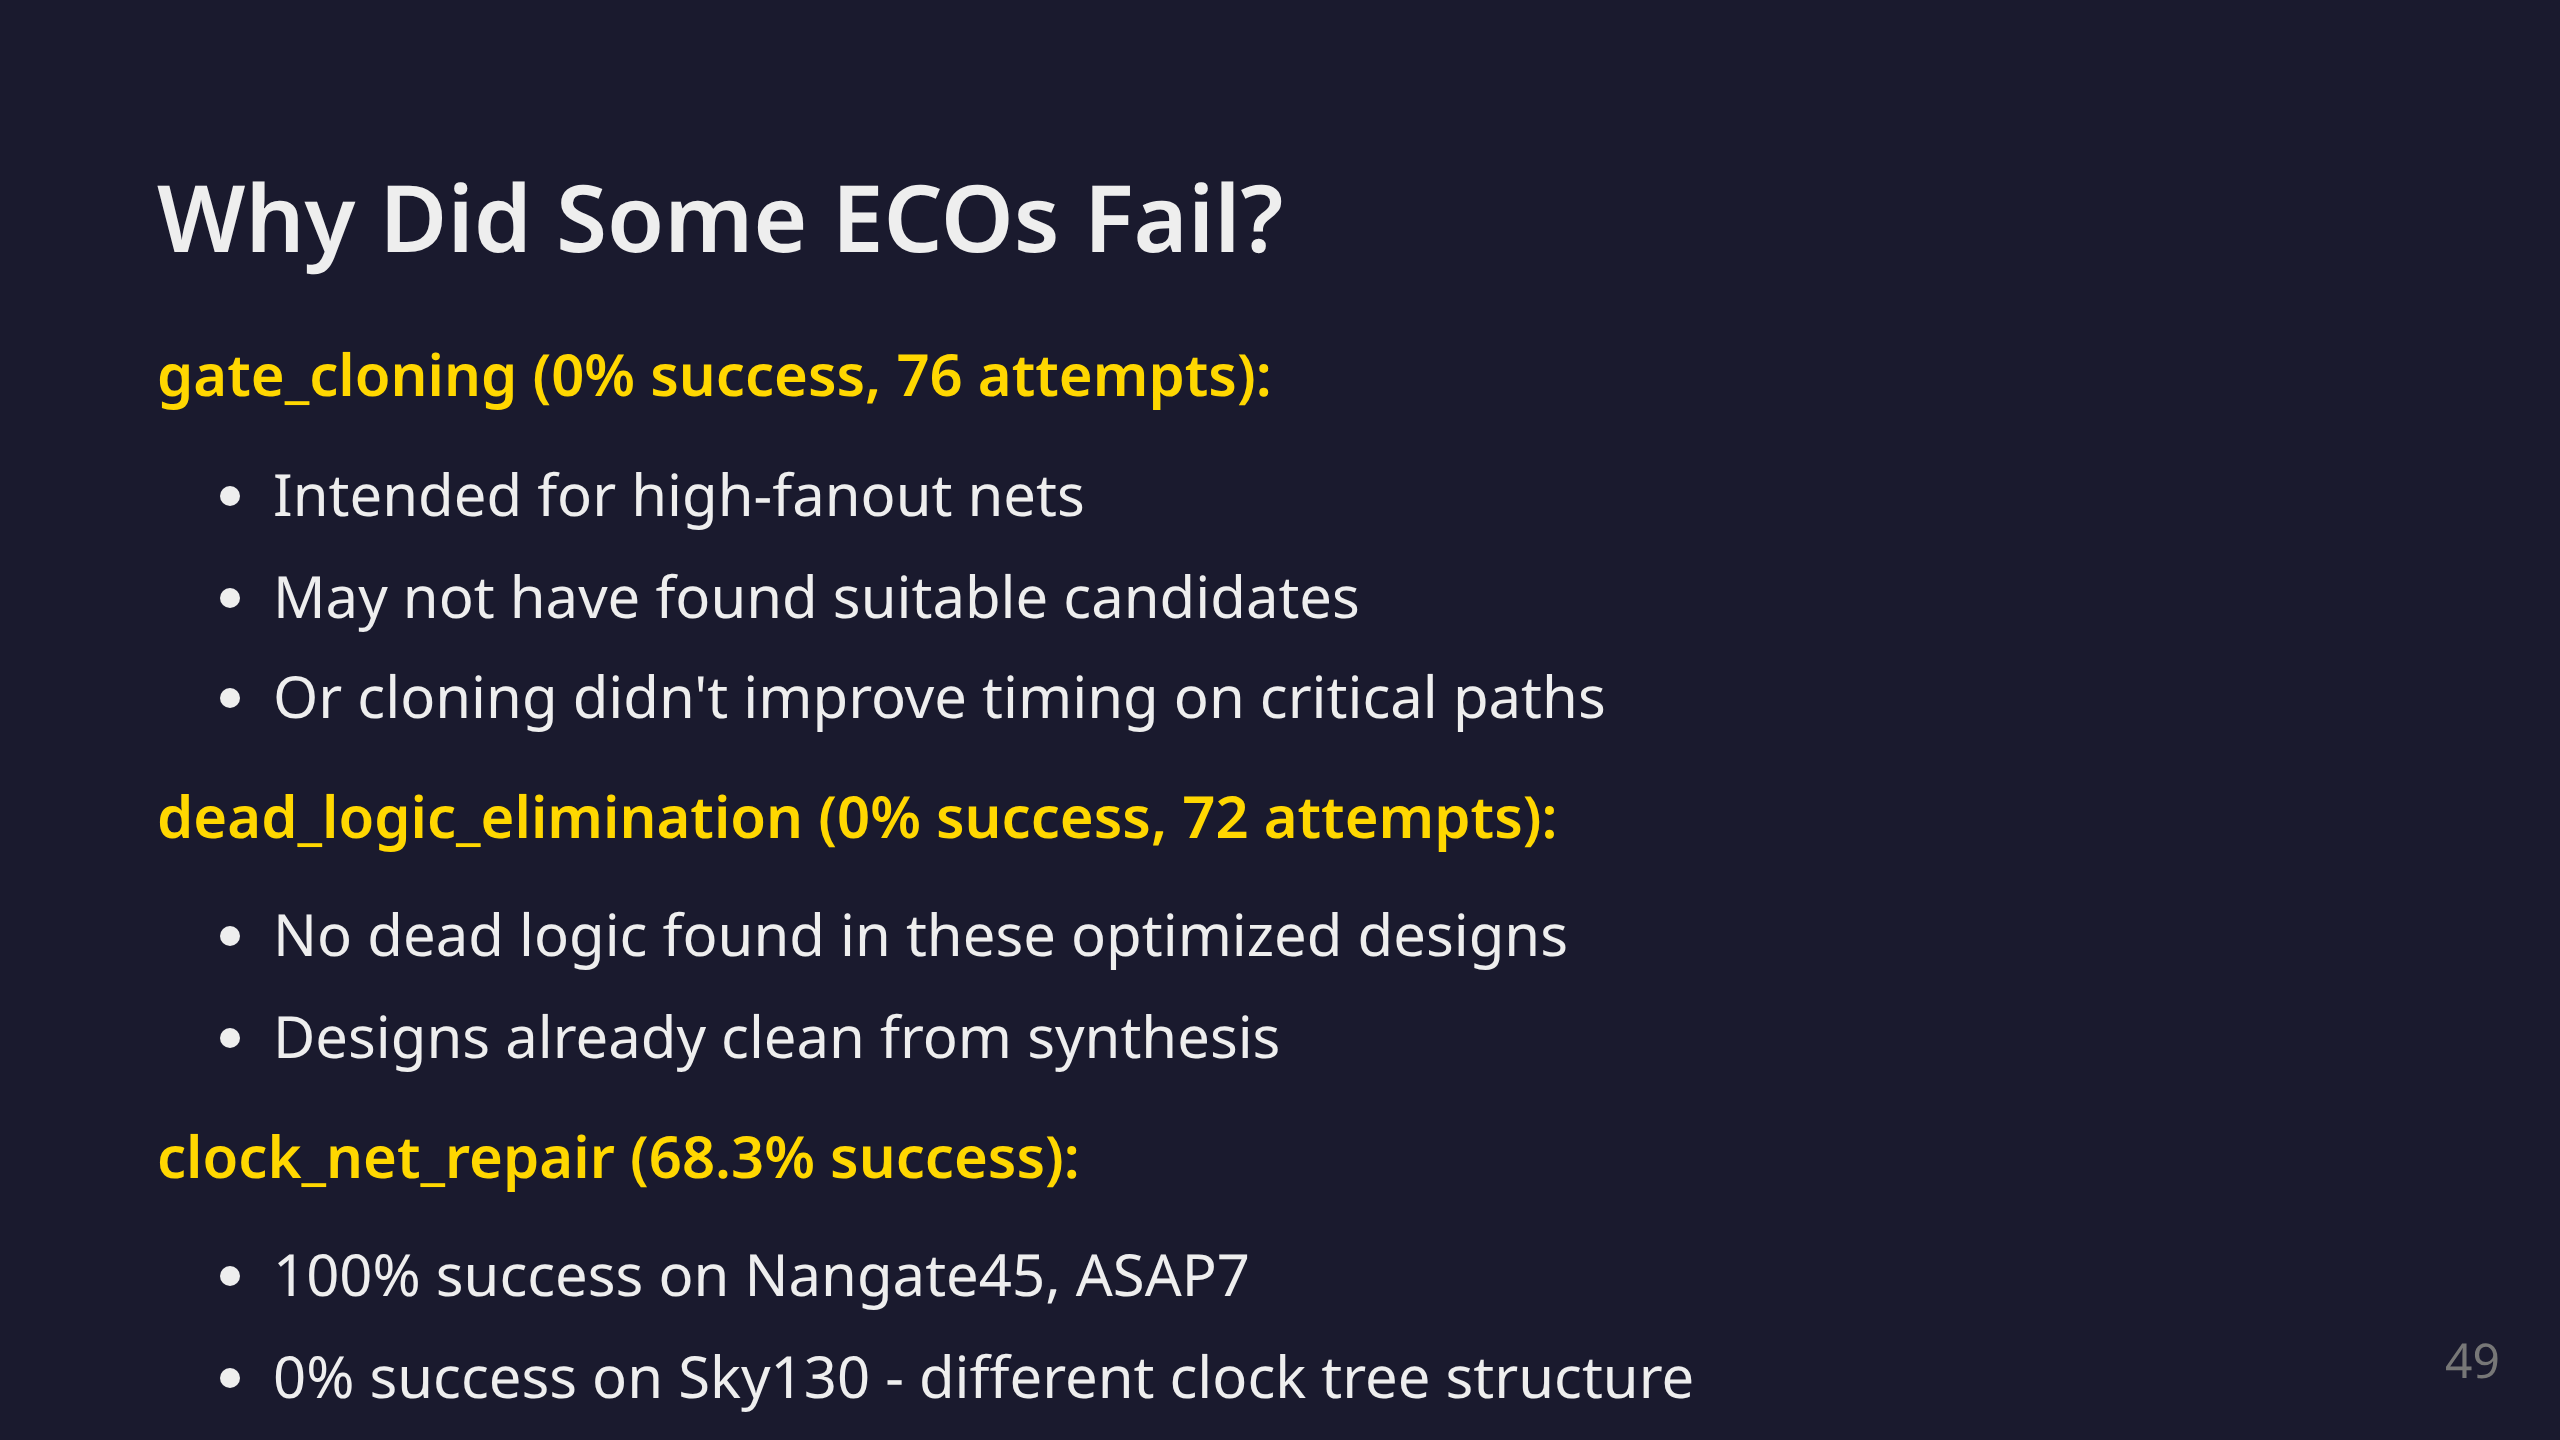 Why Did Some ECOs Fail?
gate_cloning (0% success, 76 attempts):
• Intended for high-fanout nets
• May not have found suitable candidates
• Or cloning didn't improve timing on critical paths
dead_logic_elimination (0% success, 72 attempts):
• No dead logic found in these optimized designs
• Designs already clean from synthesis
clock_net_repair (68.3% success):
• 100% success on Nangate45, ASAP7
• 0% success on Sky130 - different clock tree structure
49